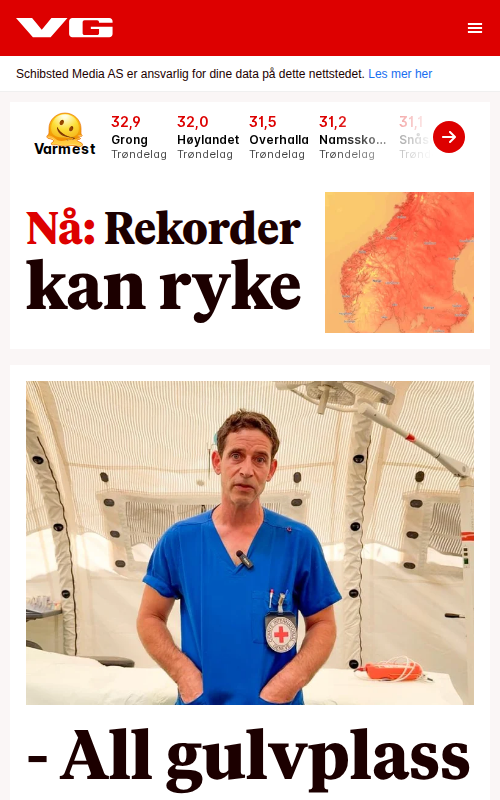 VG
Schibsted Media AS er ansvarlig for dine data på dette nettstedet. Les mer her
Varmest
32,9
Grong
Trøndelag
32,0
Høylandet
Trøndelag
31,5
Overhalla
Trøndelag
31,2
Namssko...
Trøndelag
31,1
Snås
Trønd
Nå: Rekorder
kan ryke
- All gulvplass